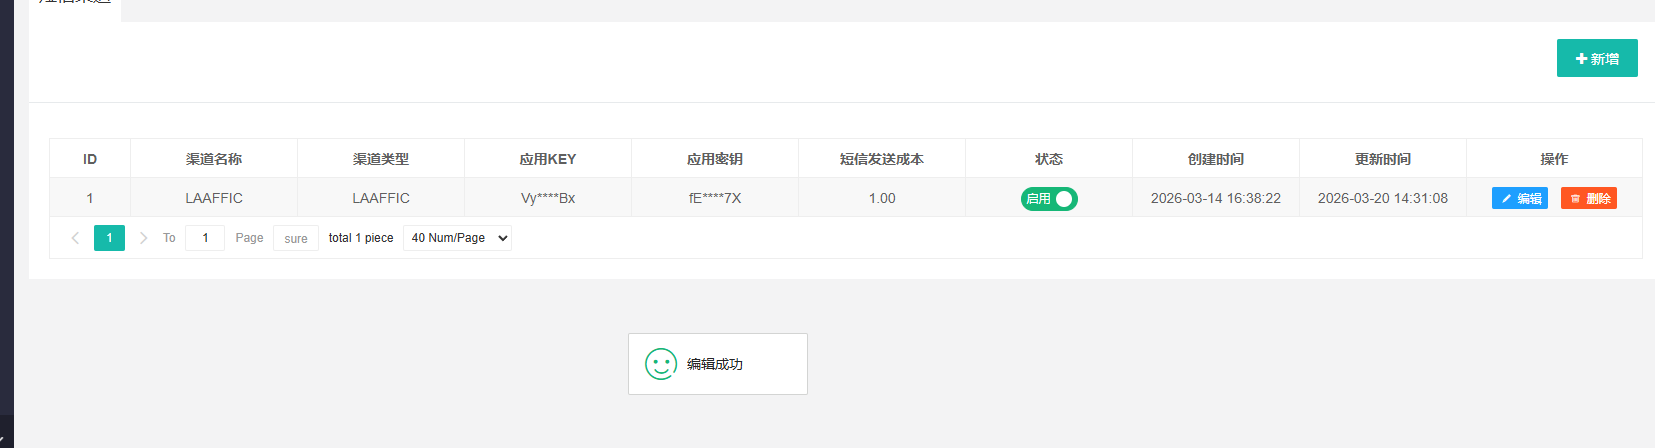 新增
ID 渠道名称 渠道类型 应用KEY 应用密钥 短信发送成本 状态 创建时间 更新时间 操作
1 LAAFFIC LAAFFIC Vy****Bx fE****7X 1.00 启用 2026-03-14 16:38:22 2026-03-20 14:31:08 编辑 删除
1 To 1 Page sure total 1 piece 40 Num/Page
编辑成功